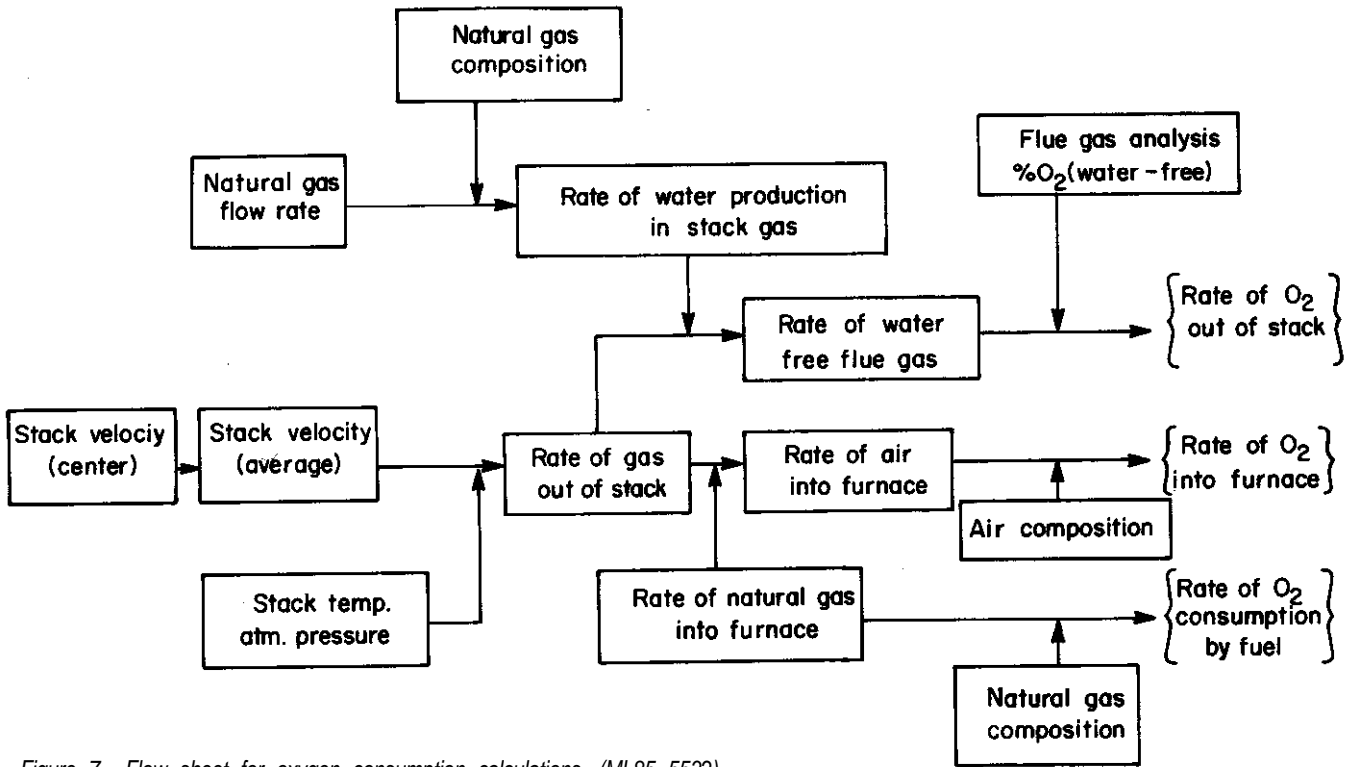 Natural gas
composition
Flue gas analysis
%O2(water-free)
Natural gas
flow rate
Rate of water production
in stack gas
Rate of O2
out of stack
Rate of water
free flue gas
Stack velociy
(center)
Stack velocity
(average)
Rate of gas
out of stack
Rate of air
into furnace
Rate of O2
into furnace
Air composition
Stack temp.
atm. pressure
Rate of natural gas
into furnace
Rate of O2
consumption
by fuel
Natural gas
composition
Figure 7. Flow sheet for oxygen consumption calculations. (ML85 5522)